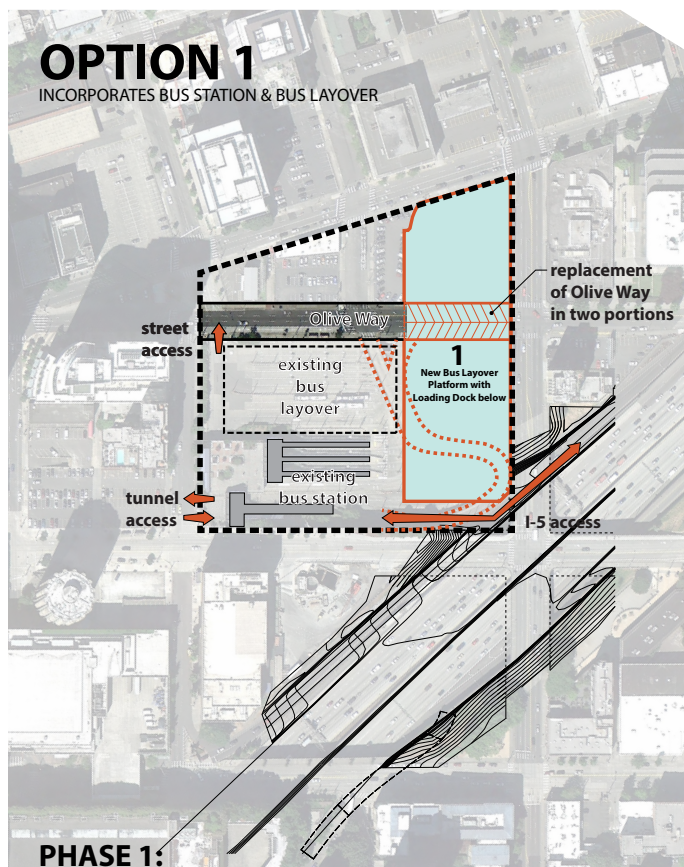 OPTION 1
INCORPORATES BUS STATION & BUS LAYOVER
replacement
of Olive Way
in two portions
Olive Way
street
access
1
New Bus Layover
Platform with
Loading Dock below
existing
bus
layover
existing
bus station
tunnel
access
I-5 access
PHASE 1: